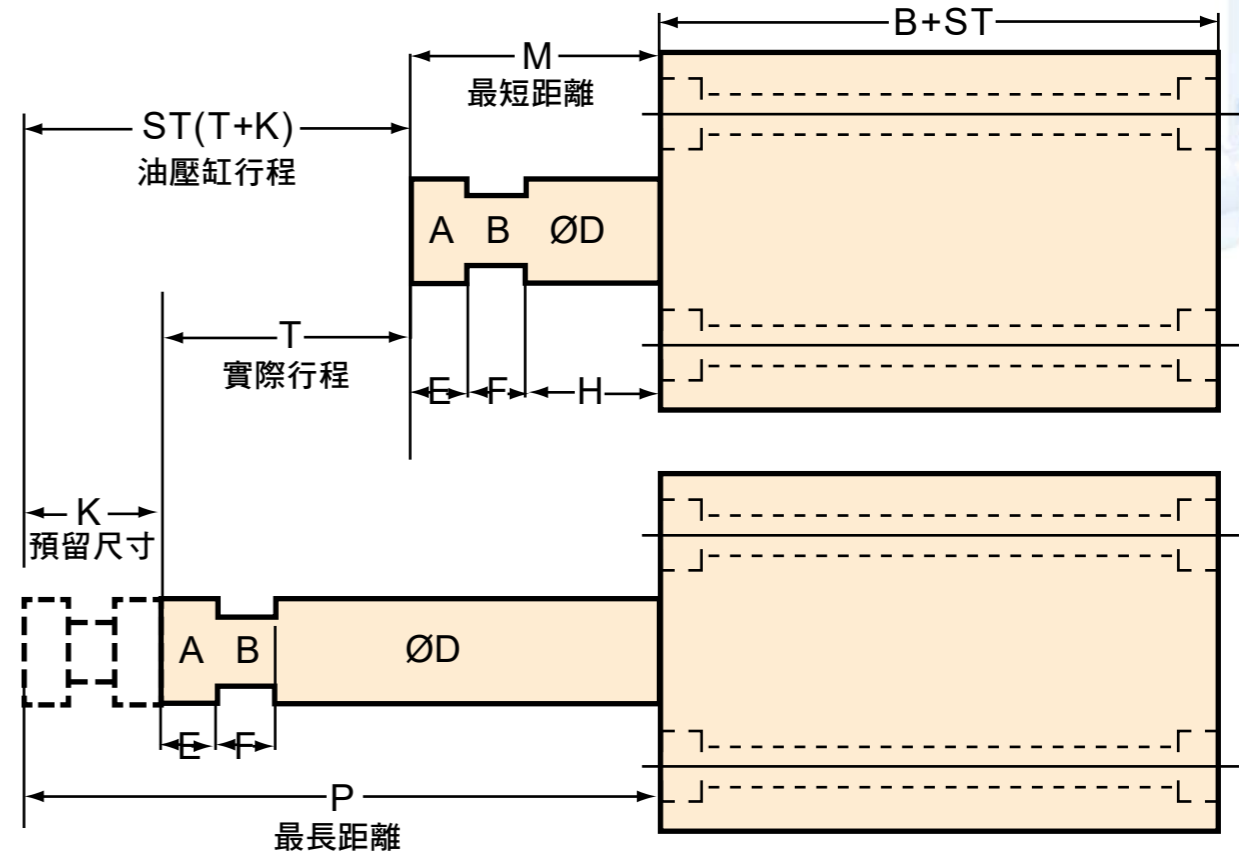 B+ST
M
最短距離
ST(T+K)
油壓缸行程
A B ØD
T
實際行程
E F H
K
預留尺寸
A B ØD
E F
P
最長距離